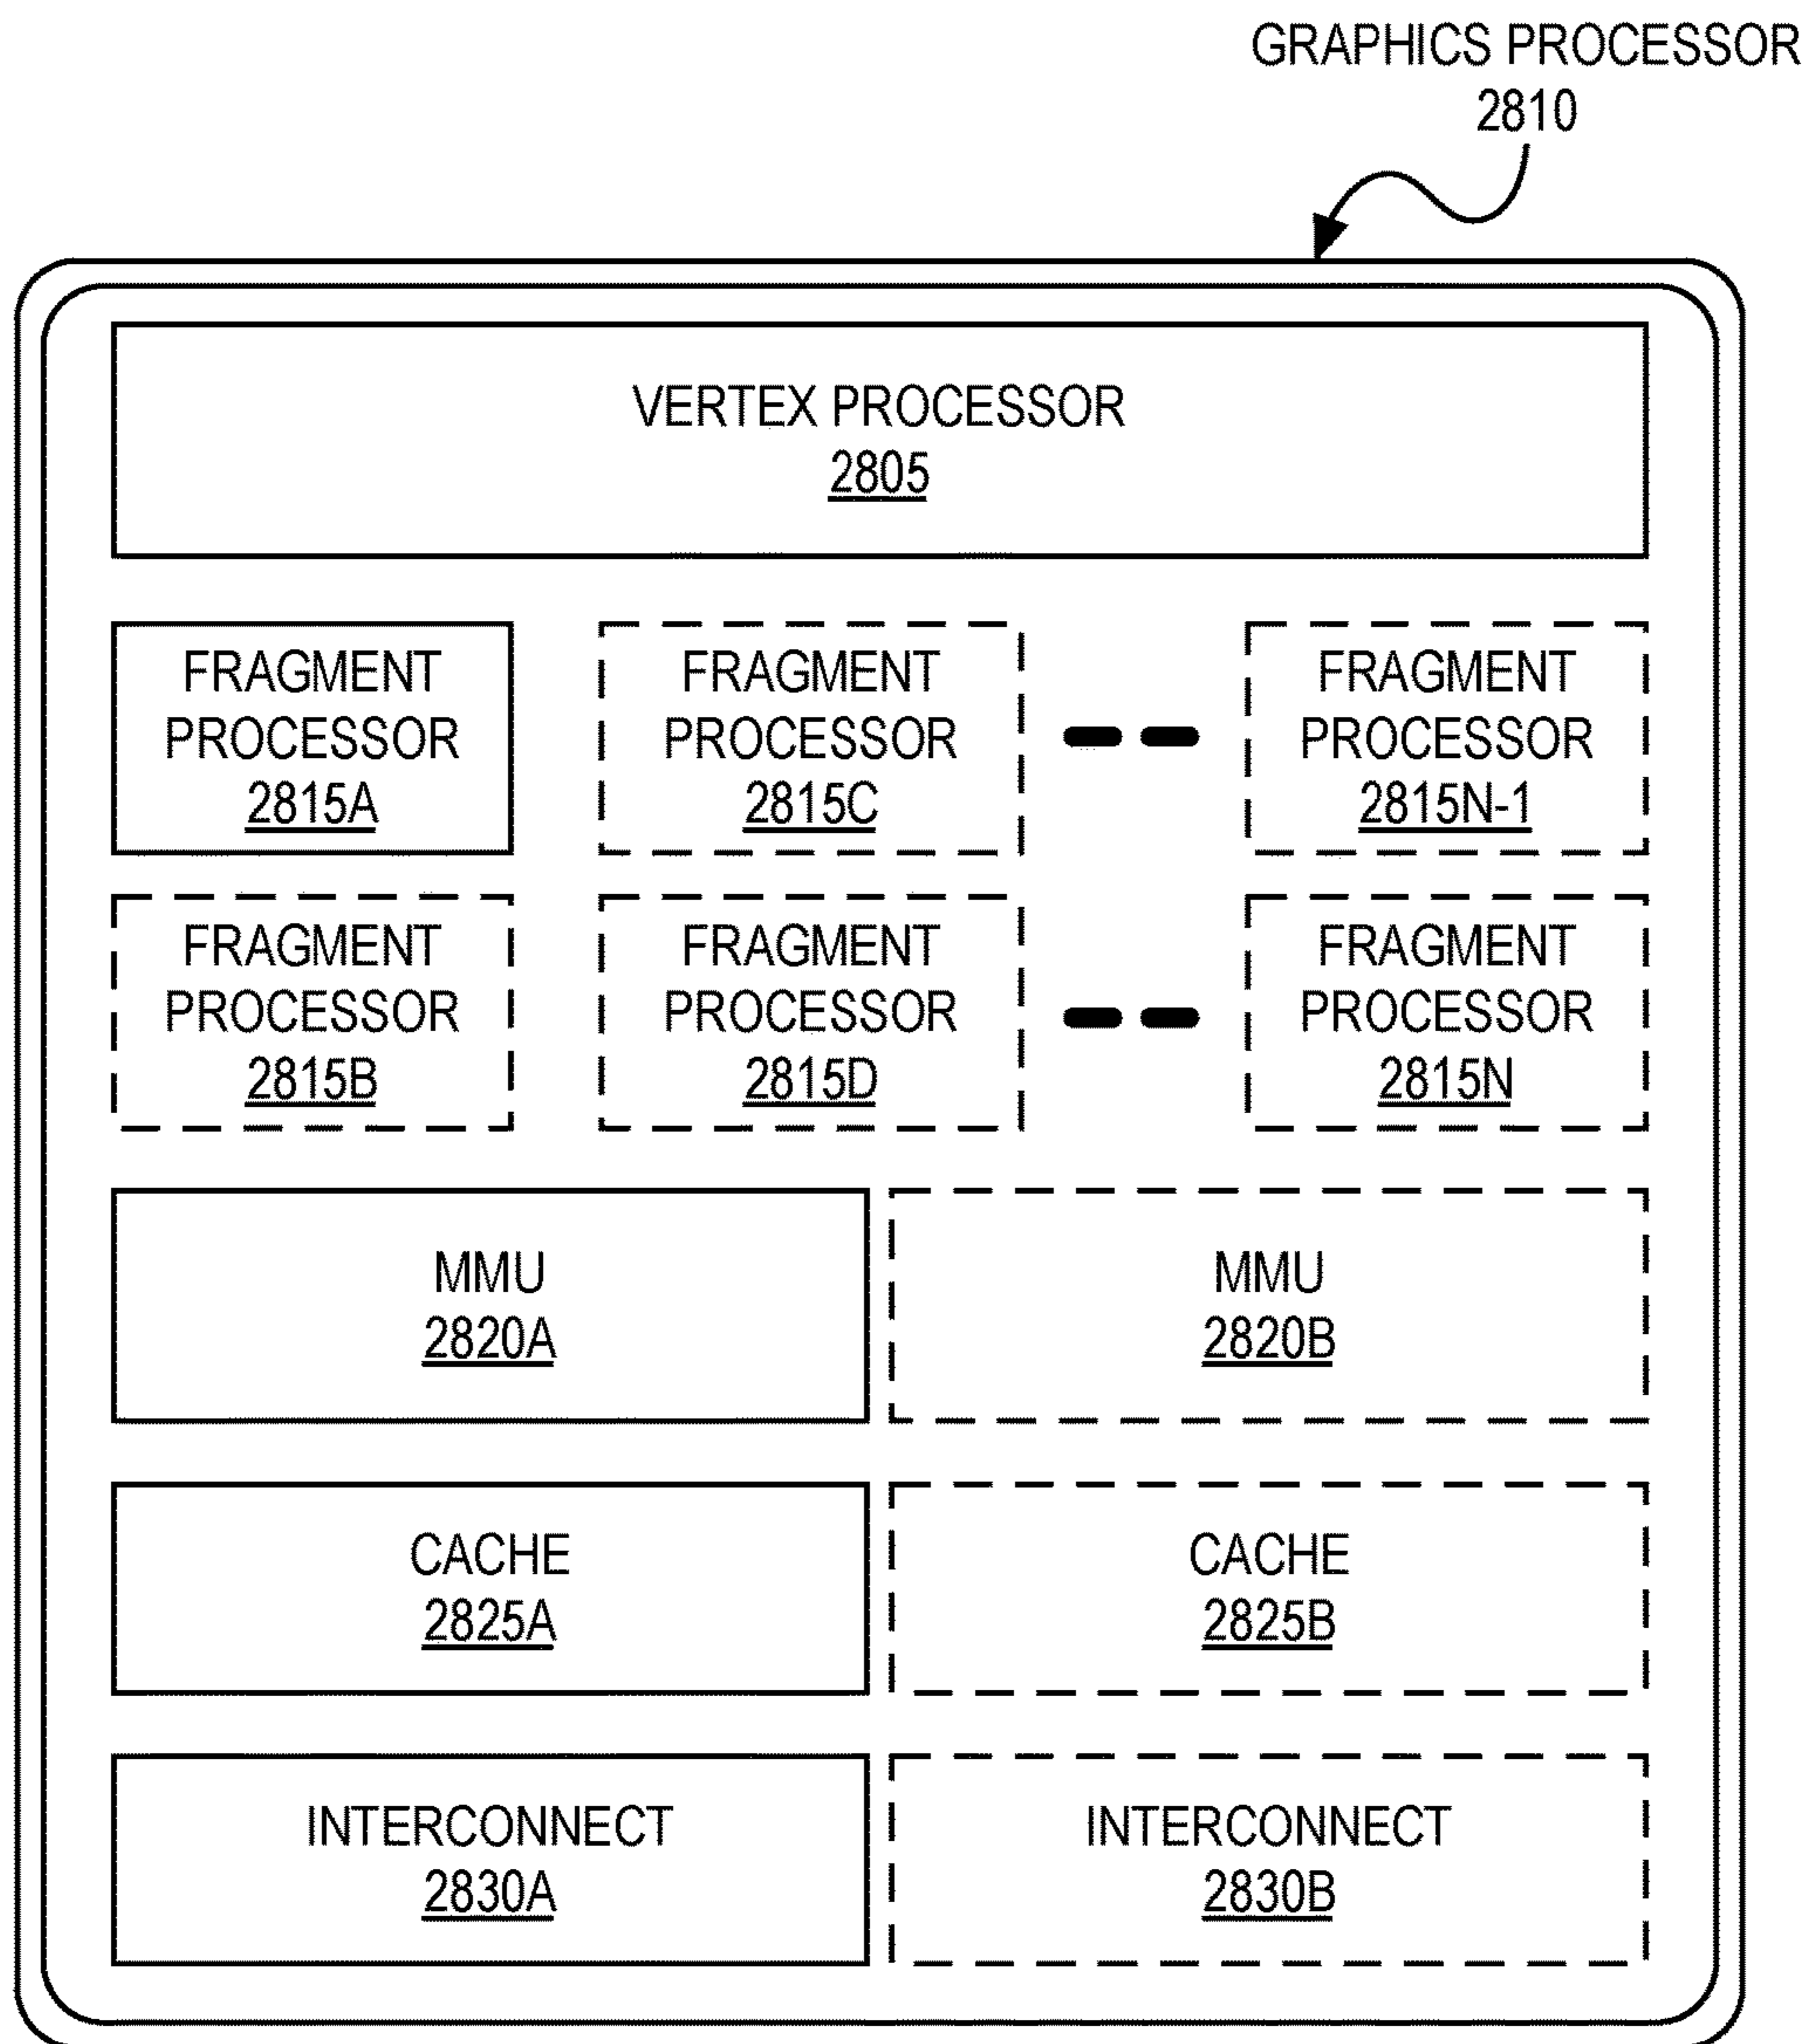 GRAPHICS PROCESSOR
2810
VERTEX PROCESSOR
2805
FRAGMENT
PROCESSOR
2815A
FRAGMENT
PROCESSOR
2815C
FRAGMENT
PROCESSOR
2815N-1
FRAGMENT
PROCESSOR
2815B
FRAGMENT
PROCESSOR
2815D
FRAGMENT
PROCESSOR
2815N
MMU
2820A
MMU
2820B
CACHE
2825A
CACHE
2825B
INTERCONNECT
2830A
INTERCONNECT
2830B